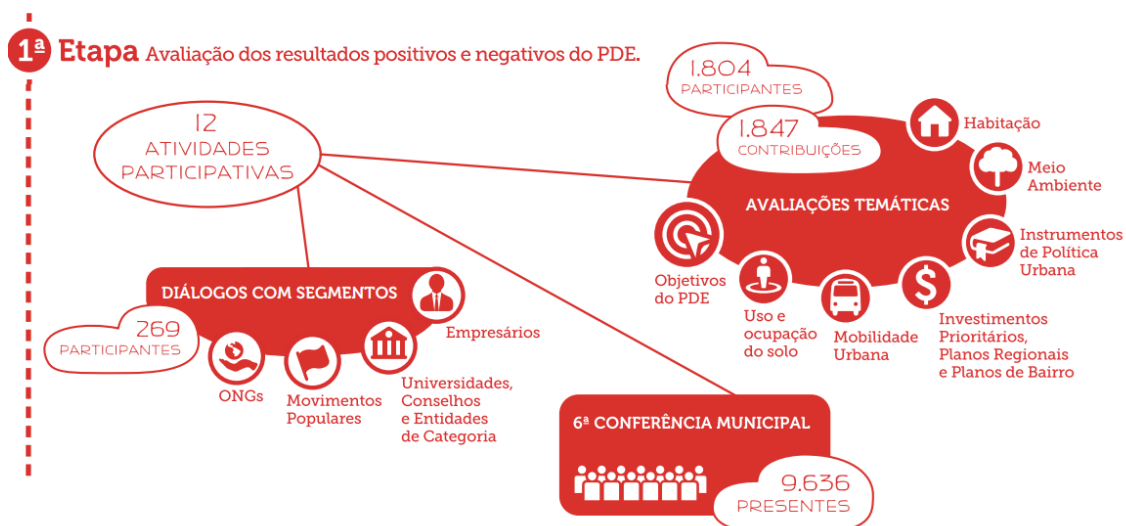 1ª Etapa Avaliação dos resultados positivos e negativos do PDE.
12
ATIVIDADES
PARTICIPATIVAS
1.804
PARTICIPANTES
1.847
CONTRIBUIÇÕES
AVALIAÇÕES TEMÁTICAS
Habitação
Meio
Ambiente
Instrumentos
de Política
Urbana
Investimentos
Prioritários,
Planos Regionais
e Planos de Bairro
Mobilidade
Urbana
Uso e
ocupação
do solo
Objetivos
do PDE
DIÁLOGOS COM SEGMENTOS
269
PARTICIPANTES
ONGs
Movimentos
Populares
Universidades,
Conselhos
e Entidades
de Categoria
Empresários
6ª CONFERÊNCIA MUNICIPAL
9.636
PRESENTES